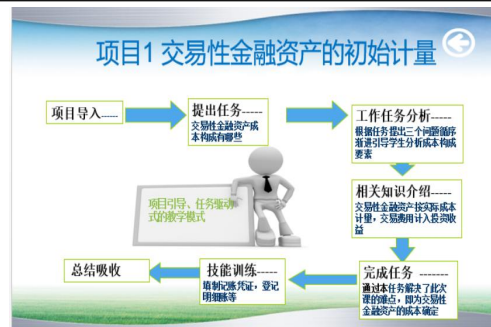 项目1 交易性金融资产的初始计量
项目导入......
提出任务-----
交易性金融资产成
本构成有哪些
工作任务分析-----
根据任务提出三个问题循序
渐进引导学生分析成本构成
要素
相关知识介绍-----
交易性金融资产按实际成本
计量，交易费用计入投资收
益
项目引导、任务驱动
式的教学模式
完成任务 -------
通过本任务解决了此次
课的难点，即为交易性
金融资产的成本确定
技能训练-----
填制记账凭证，登记
明细账等
总结吸收